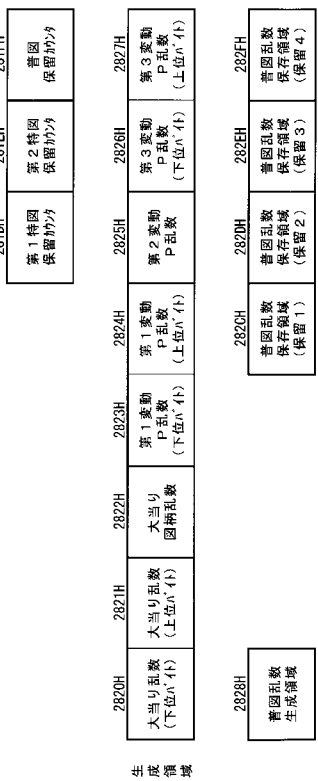 第1特図
保留ｶｳﾝﾀ
第2特図
保留ｶｳﾝﾀ
普図
保留ｶｳﾝﾀ
生成領域
2820H
大当り乱数
(下位ﾊﾞｲﾄ)
2821H
大当り乱数
(上位ﾊﾞｲﾄ)
2822H
大当り
図柄乱数
2823H
第1変動
P乱数
(下位ﾊﾞｲﾄ)
2824H
第1変動
P乱数
(上位ﾊﾞｲﾄ)
2825H
第2変動
P乱数
2826H
第3変動
P乱数
(下位ﾊﾞｲﾄ)
2827H
第3変動
P乱数
(上位ﾊﾞｲﾄ)
2828H
普図乱数
生成領域
282CH
普図乱数
保存領域
(保留1)
282DH
普図乱数
保存領域
(保留2)
282EH
普図乱数
保存領域
(保留3)
282FH
普図乱数
保存領域
(保留4)